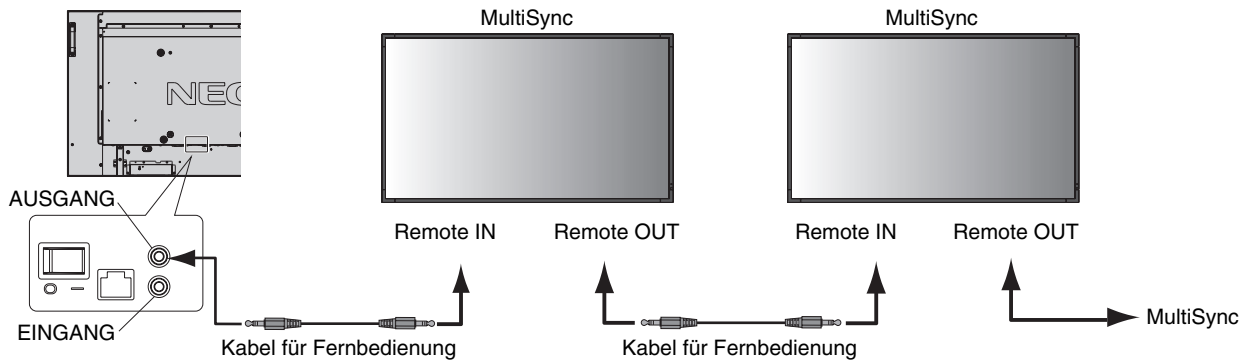 MultiSync
MultiSync
NEC
AUSGANG
Remote IN
Remote OUT
Remote IN
Remote OUT
EINGANG
Kabel für Fernbedienung
Kabel für Fernbedienung
MultiSync